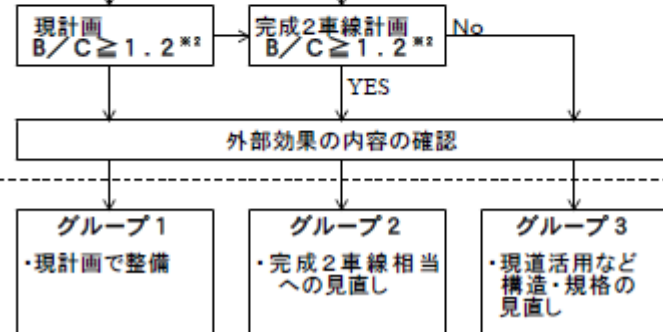 現計画
B／C≧1．2※2
完成2車線計画
B／C≧1．2※2
No
YES
外部効果の内容の確認
グループ1
・現計画で整備
グループ2
・完成2車線相当
への見直し
グループ3
・現道活用など
構造・規格の
見直し